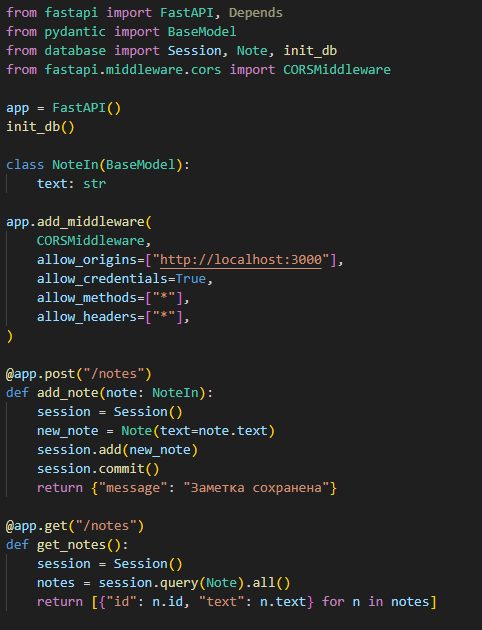 from fastapi import FastAPI, Depends
from pydantic import BaseModel
from database import Session, Note, init_db
from fastapi.middleware.cors import CORSMiddleware

app = FastAPI()
init_db()

class NoteIn(BaseModel):
    text: str

app.add_middleware(
    CORSMiddleware,
    allow_origins=["http://localhost:3000"],
    allow_credentials=True,
    allow_methods=["*"],
    allow_headers=["*"],
)

@app.post("/notes")
def add_note(note: NoteIn):
    session = Session()
    new_note = Note(text=note.text)
    session.add(new_note)
    session.commit()
    return {"message": "Заметка сохранена"}

@app.get("/notes")
def get_notes():
    session = Session()
    notes = session.query(Note).all()
    return [{"id": n.id, "text": n.text} for n in notes]